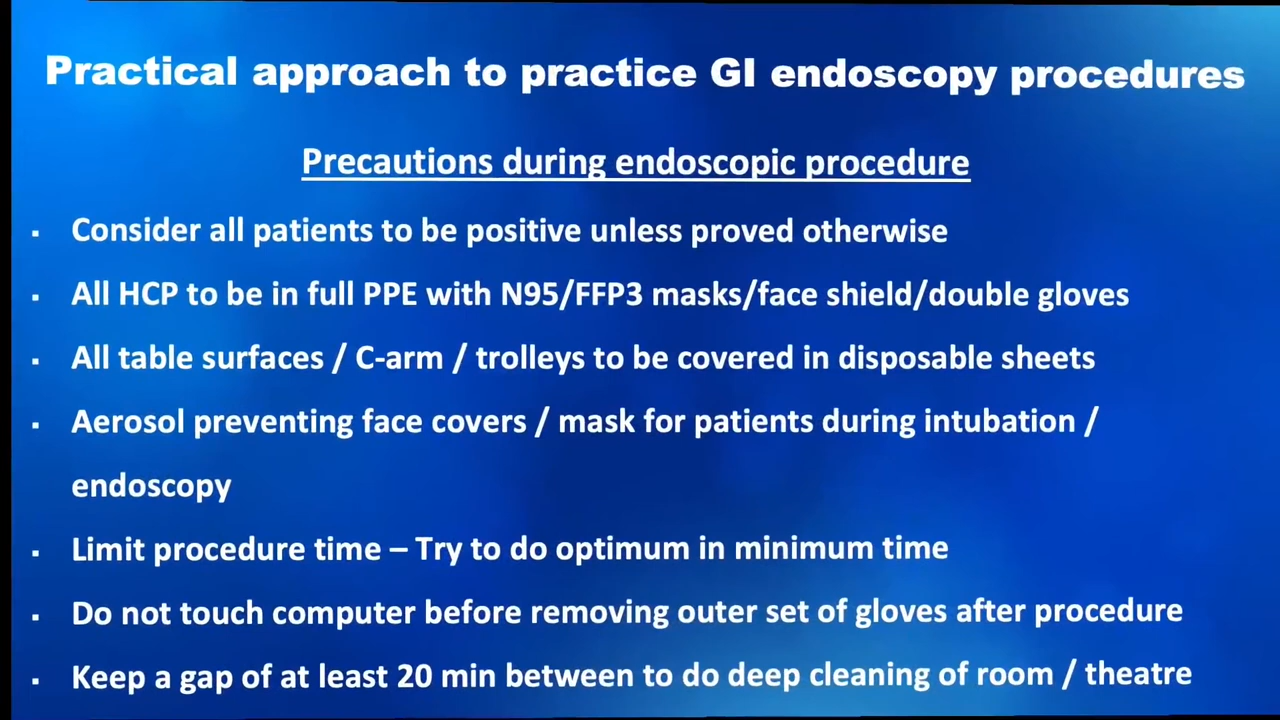 Practical approach to practice GI endoscopy procedures
Precautions during endoscopic procedure
▪ Consider all patients to be positive unless proved otherwise
▪ All HCP to be in full PPE with N95/FFP3 masks/face shield/double gloves
▪ All table surfaces / C-arm / trolleys to be covered in disposable sheets
▪ Aerosol preventing face covers / mask for patients during intubation /
endoscopy
▪ Limit procedure time – Try to do optimum in minimum time
▪ Do not touch computer before removing outer set of gloves after procedure
▪ Keep a gap of at least 20 min between to do deep cleaning of room / theatre